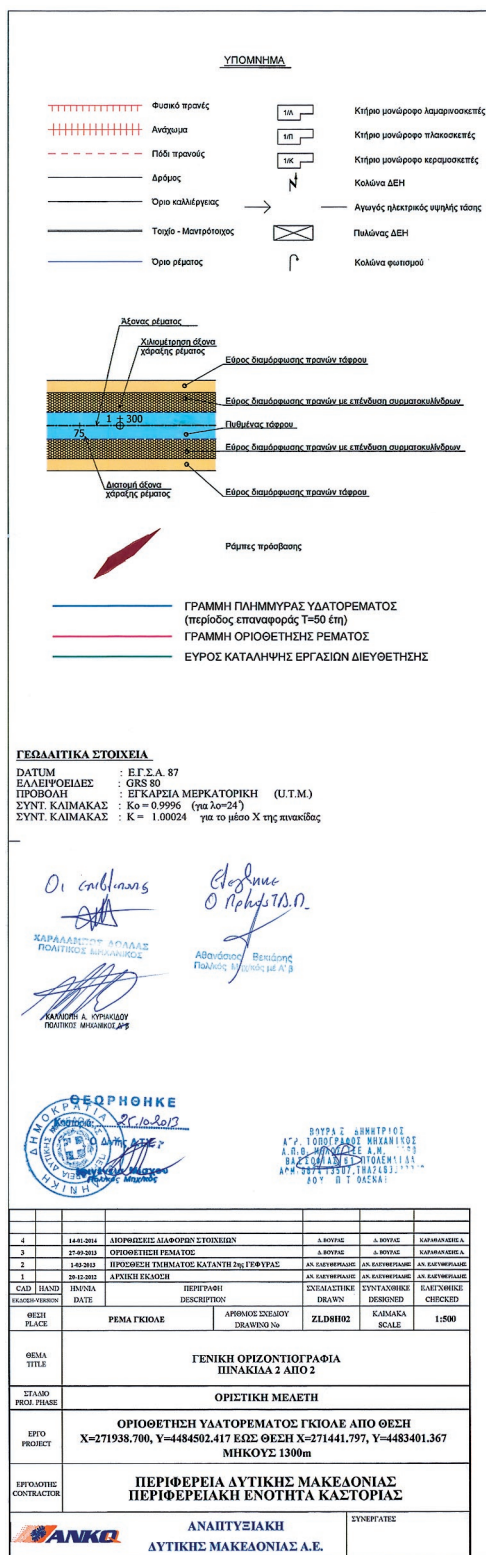 ΥΠΟΜΝΗΜΑ
Φυσικό πρανές
Ανάχωμα
Πόδι πρανούς
Δρόμος
Όριο καλλιέργειας
Τοιχίο - Μαντρότοιχος
Όριο ρέματος
1/Λ Κτήριο μονώροφο λαμαρινοσκεπές
1/Π Κτήριο μονώροφο πλακοσκεπές
1/Κ Κτήριο μονώροφο κεραμοσκεπές
Κολώνα ΔΕΗ
Αγωγός ηλεκτρικός υψηλής τάσης
Πυλώνας ΔΕΗ
Κολώνα φωτισμού
Άξονας ρέματος
Χιλιομέτρηση άξονα
χάραξης ρέματος
Εύρος διαμόρφωσης πρανών τάφρου
Εύρος διαμόρφωσης πρανών με επένδυση συρματοκυλίνδρων
1 + 300
75
Πυθμένας τάφρου
Εύρος διαμόρφωσης πρανών με επένδυση συρματοκυλίνδρων
Διατομή άξονα
χάραξης ρέματος
Εύρος διαμόρφωσης πρανών τάφρου
Ράμπες πρόσβασης
ΓΡΑΜΜΗ ΠΛΗΜΜΥΡΑΣ ΥΔΑΤΟΡΕΜΑΤΟΣ
(περίοδος επαναφοράς Τ=50 έτη)
ΓΡΑΜΜΗ ΟΡΙΟΘΕΤΗΣΗΣ ΡΕΜΑΤΟΣ
ΕΥΡΟΣ ΚΑΤΑΛΗΨΗΣ ΕΡΓΑΣΙΩΝ ΔΙΕΥΘΕΤΗΣΗΣ
ΓΕΩΔΑΙΤΙΚΑ ΣΤΟΙΧΕΙΑ
DATUM : Ε.Γ.Σ.Α. 87
ΕΛΛΕΙΨΟΕΙΔΕΣ : GRS 80
ΠΡΟΒΟΛΗ : ΕΓΚΑΡΣΙΑ ΜΕΡΚΑΤΟΡΙΚΗ (U.T.M.)
ΣΥΝΤ. ΚΛΙΜΑΚΑΣ : Κο = 0.9996 (για λο=24°)
ΣΥΝΤ. ΚΛΙΜΑΚΑΣ : Κ = 1.00024 για το μέσο Χ της πινακίδας
ΠΟΛΙΤΙΚΟΣ ΜΗΧΑΝΙΚΟΣ
Αθανάσιος
ΚΑΛΛΙΟΠΗ Α. ΚΥΡΙΑΚΙΔΟΥ
ΠΟΛΙΤΙΚΟΣ ΜΗΧΑΝΙΚΟΣ
ΘΕΩΡΗΘΗΚΕ
25.10.2013
ΒΟΥΡΑΣ ΔΗΜΗΤΡΙΟΣ
ΤΟΠΟΓΡΑΦΟΣ ΜΗΧΑΝΙΚΟΣ
4 14-01-2014 ΔΙΟΡΘΩΣΕΙΣ ΔΙΑΦΟΡΩΝ ΣΤΟΙΧΕΙΩΝ Δ. ΒΟΥΡΑΣ Δ. ΒΟΥΡΑΣ ΚΑΡΑΘΑΝΑΣΗΣ Α.
3 27-09-2013 ΟΡΙΟΘΕΤΗΣΗ ΡΕΜΑΤΟΣ Δ. ΒΟΥΡΑΣ Δ. ΒΟΥΡΑΣ ΚΑΡΑΘΑΝΑΣΗΣ Α.
2 1-03-2013 ΠΡΟΣΘΕΣΗ ΤΜΗΜΑΤΟΣ ΚΑΤΑΝΤΗ 2ης ΓΕΦΥΡΑΣ ΑΝ. ΕΛΕΥΘΕΡΙΑΔΗΣ ΑΝ. ΕΛΕΥΘΕΡΙΑΔΗΣ ΑΝ. ΕΛΕΥΘΕΡΙΑΔΗΣ
1 20-12-2012 ΑΡΧΙΚΗ ΕΚΔΟΣΗ ΑΝ. ΕΛΕΥΘΕΡΙΑΔΗΣ ΑΝ. ΕΛΕΥΘΕΡΙΑΔΗΣ ΑΝ. ΕΛΕΥΘΕΡΙΑΔΗΣ
CAD HAND ΗΜ/ΝΙΑ ΠΕΡΙΓΡΑΦΗ ΣΧΕΔΙΑΣΤΗΚΕ ΣΥΝΤΑΧΘΗΚΕ ΕΛΕΓΧΘΗΚΕ
ΕΚΔΟΣΗ-VERSION DATE DESCRIPTION DRAWN DESIGNED CHECKED
ΘΕΣΗ
PLACE
ΡΕΜΑ ΓΚΙΟΛΕ
ΑΡΙΘΜΟΣ ΣΧΕΔΙΟΥ
DRAWING No
ZLD8H02
ΚΛΙΜΑΚΑ
SCALE
1:500
ΘΕΜΑ
TITLE
ΓΕΝΙΚΗ ΟΡΙΖΟΝΤΙΟΓΡΑΦΙΑ
ΠΙΝΑΚΙΔΑ 2 ΑΠΟ 2
ΣΤΑΔΙΟ
PROJ. PHASE
ΟΡΙΣΤΙΚΗ ΜΕΛΕΤΗ
ΕΡΓΟ
PROJECT
ΟΡΙΟΘΕΤΗΣΗ ΥΔΑΤΟΡΕΜΑΤΟΣ ΓΚΙΟΛΕ ΑΠΟ ΘΕΣΗ
Χ=271938.700, Υ=4484502.417 ΕΩΣ ΘΕΣΗ Χ=271441.797, Υ=4483401.367
ΜΗΚΟΥΣ 1300m
ΕΡΓΟΔΟΤΗΣ
CONTRACTOR
ΠΕΡΙΦΕΡΕΙΑ ΔΥΤΙΚΗΣ ΜΑΚΕΔΟΝΙΑΣ
ΠΕΡΙΦΕΡΕΙΑΚΗ ΕΝΟΤΗΤΑ ΚΑΣΤΟΡΙΑΣ
ΑΝΚΟ
ΑΝΑΠΤΥΞΙΑΚΗ
ΔΥΤΙΚΗΣ ΜΑΚΕΔΟΝΙΑΣ Α.Ε.
ΣΥΝΕΡΓΑΤΕΣ